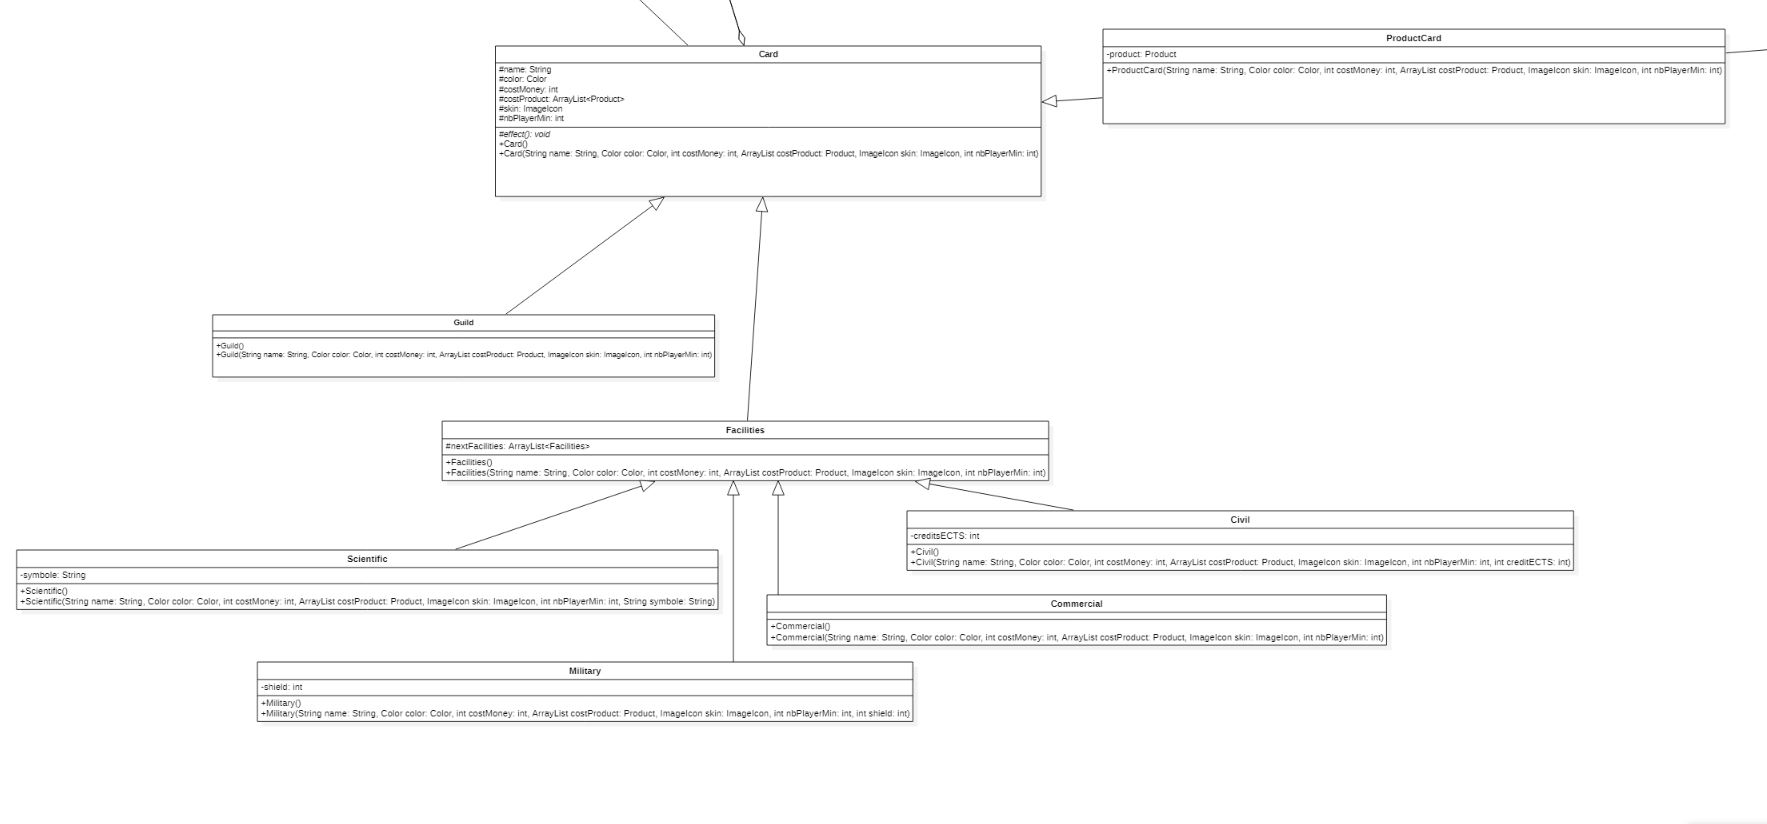 Card
#name: String
#color: Color
#costMoney: int
#costProduct: ArrayList<Product>
#skin: ImageIcon
#nbPlayerMin: int
#effect(): void
+Card()
+Card(String name: String, Color color: Color, int costMoney: int, ArrayList costProduct: Product, ImageIcon skin: ImageIcon, int nbPlayerMin: int)
ProductCard
-product: Product
+ProductCard(String name: String, Color color: Color, int costMoney: int, ArrayList costProduct: Product, ImageIcon skin: ImageIcon, int nbPlayerMin: int)
Guild
+Guild()
+Guild(String name: String, Color color: Color, int costMoney: int, ArrayList costProduct: Product, ImageIcon skin: ImageIcon, int nbPlayerMin: int)
Facilities
#nextFacilities: ArrayList<Facilities>
+Facilities()
+Facilities(String name: String, Color color: Color, int costMoney: int, ArrayList costProduct: Product, ImageIcon skin: ImageIcon, int nbPlayerMin: int)
Scientific
-symbole: String
+Scientific()
+Scientific(String name: String, Color color: Color, int costMoney: int, ArrayList costProduct: Product, ImageIcon skin: ImageIcon, int nbPlayerMin: int, String symbole: String)
Civil
-creditsECTS: int
+Civil()
+Civil(String name: String, Color color: Color, int costMoney: int, ArrayList costProduct: Product, ImageIcon skin: ImageIcon, int nbPlayerMin: int, int creditECTS: int)
Commercial
+Commercial()
+Commercial(String name: String, Color color: Color, int costMoney: int, ArrayList costProduct: Product, ImageIcon skin: ImageIcon, int nbPlayerMin: int)
Military
-shield: int
+Military()
+Military(String name: String, Color color: Color, int costMoney: int, ArrayList costProduct: Product, ImageIcon skin: ImageIcon, int nbPlayerMin: int, int shield: int)